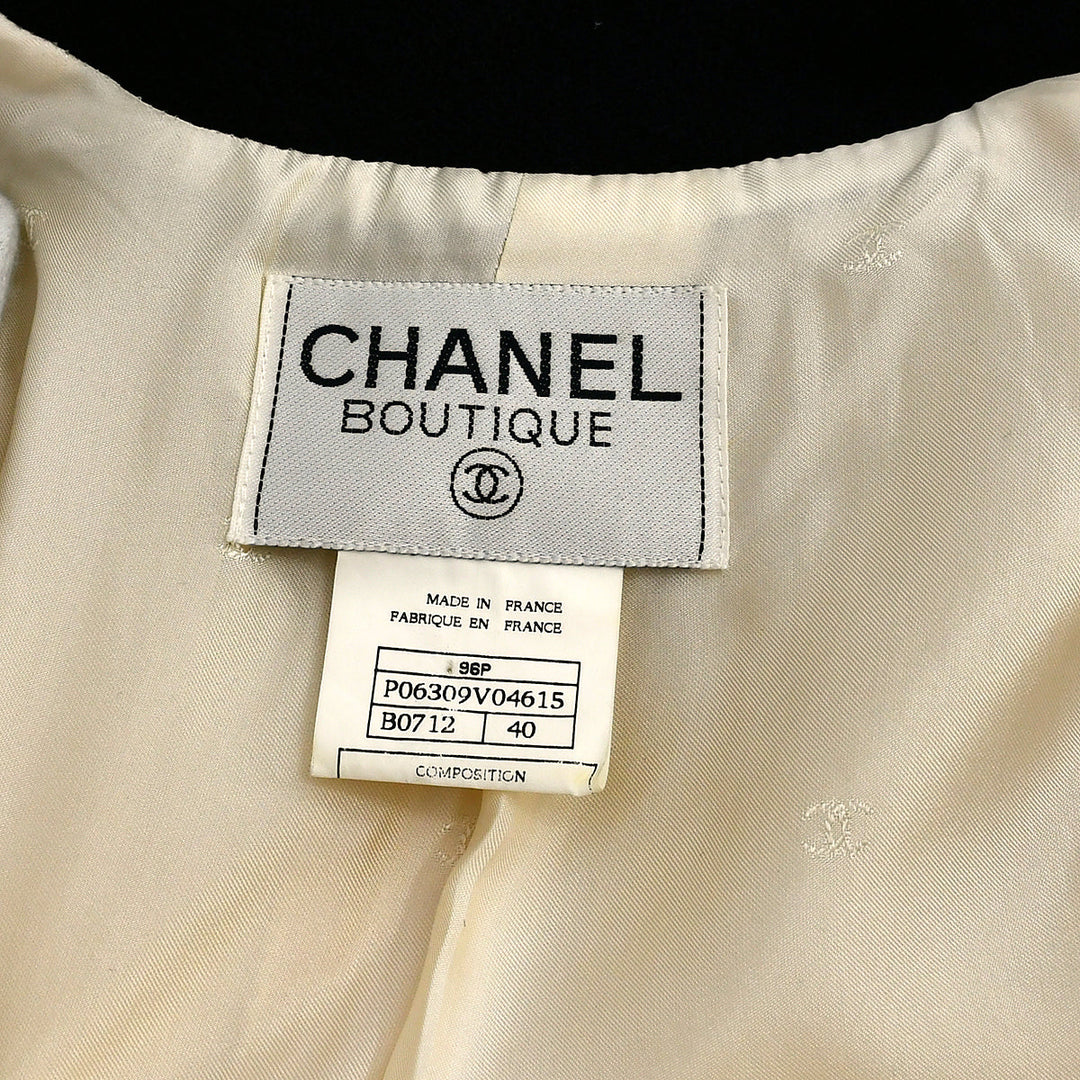 CHANEL
BOUTIQUE
MADE IN FRANCE
FABRIQUE EN FRANCE
96P
P06309V04615
B0712 40
COMPOSITION